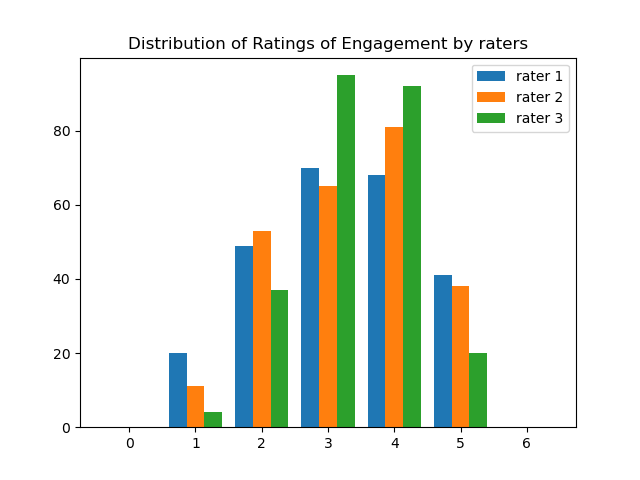 Distribution of Ratings of Engagement by raters
rater 1
rater 2
rater 3
80
60
40
20
0
0 1 2 3 4 5 6